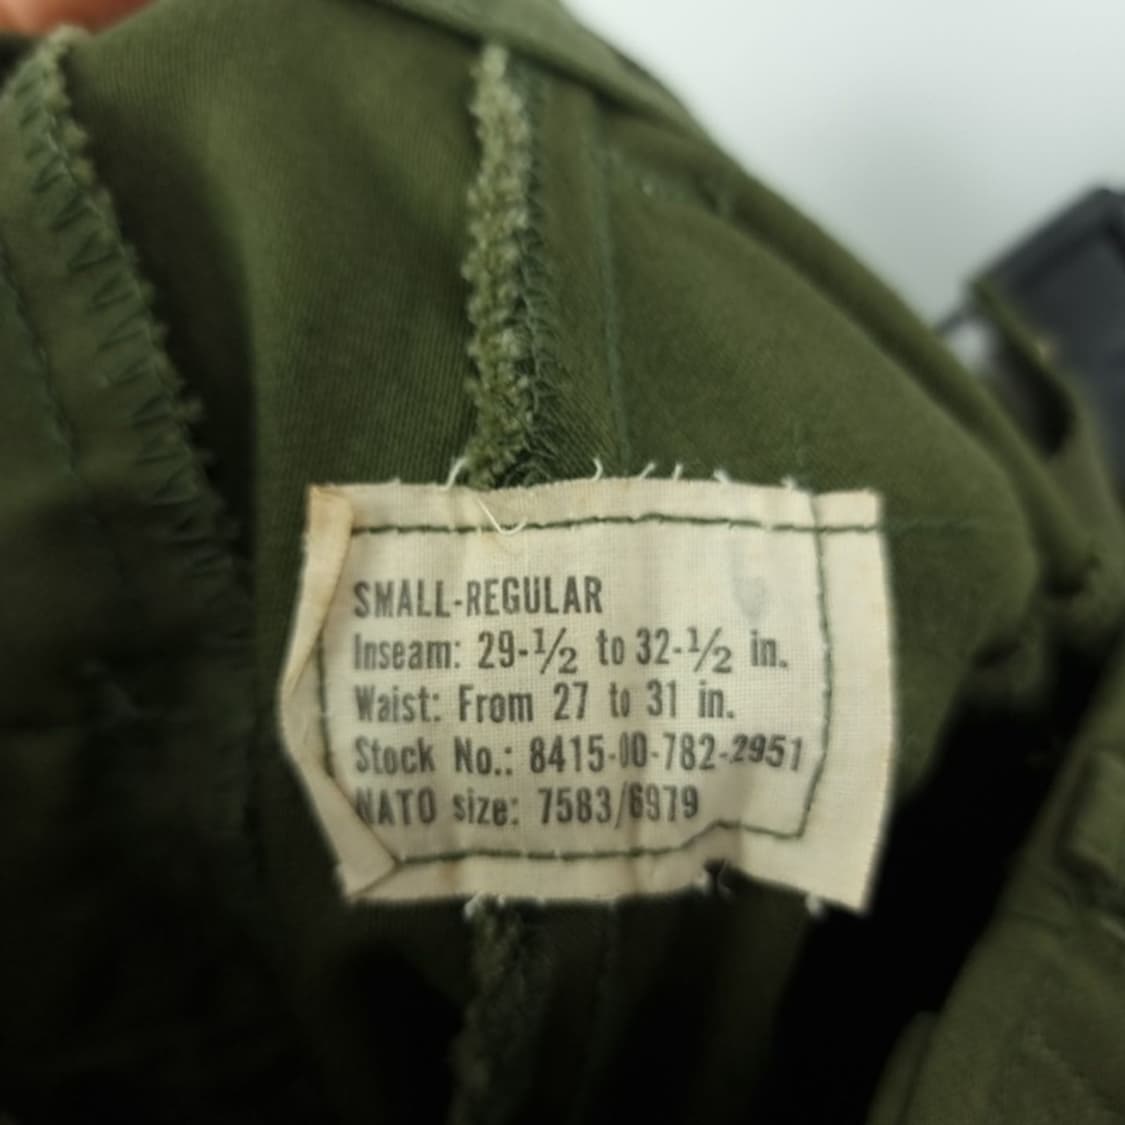 SMALL-REGULAR
Inseam: 29-½ to 32-½ in.
Waist: From 27 to 31 in.
Stock No.: 8415-00-782-2951
NATO size: 7583/6979